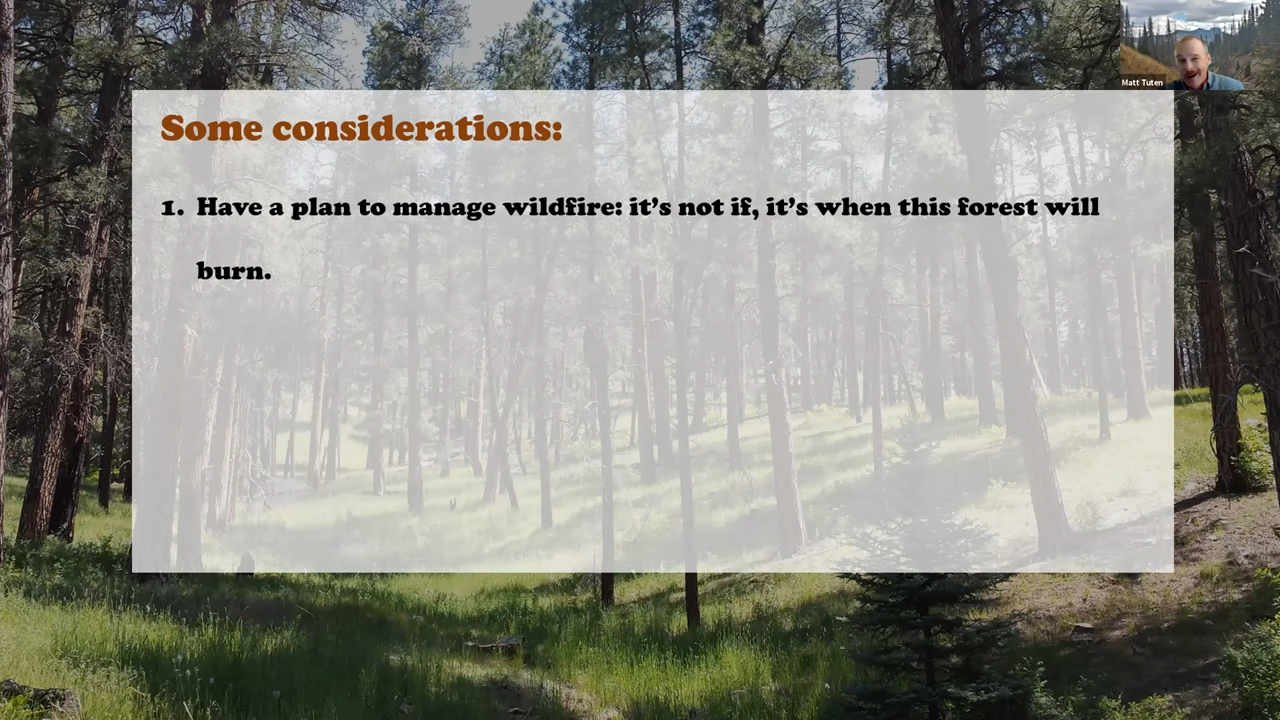 Matt Tuten
Some considerations:
1. Have a plan to manage wildfire: it’s not if, it’s when this forest will
burn.